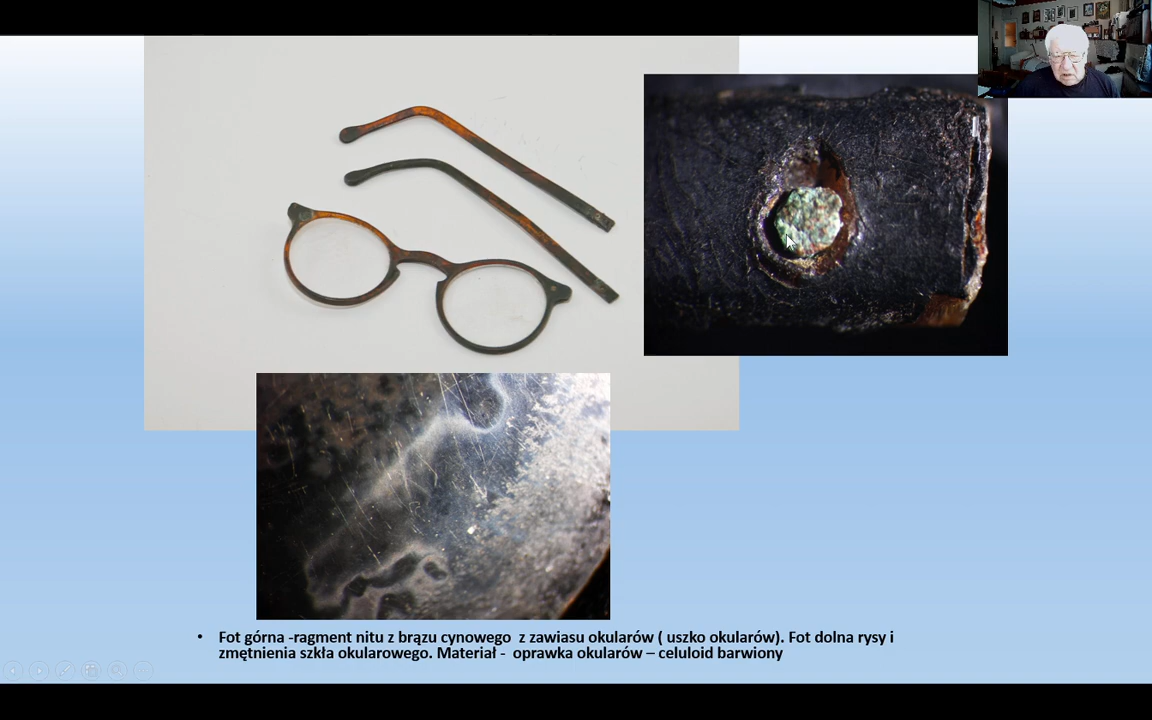 • Fot górna -ragment nitu z brązu cynowego  z zawiasu okularów ( uszko okularów). Fot dolna rysy i
zmętnienia szkła okularowego. Materiał -  oprawka okularów – celuloid barwiony